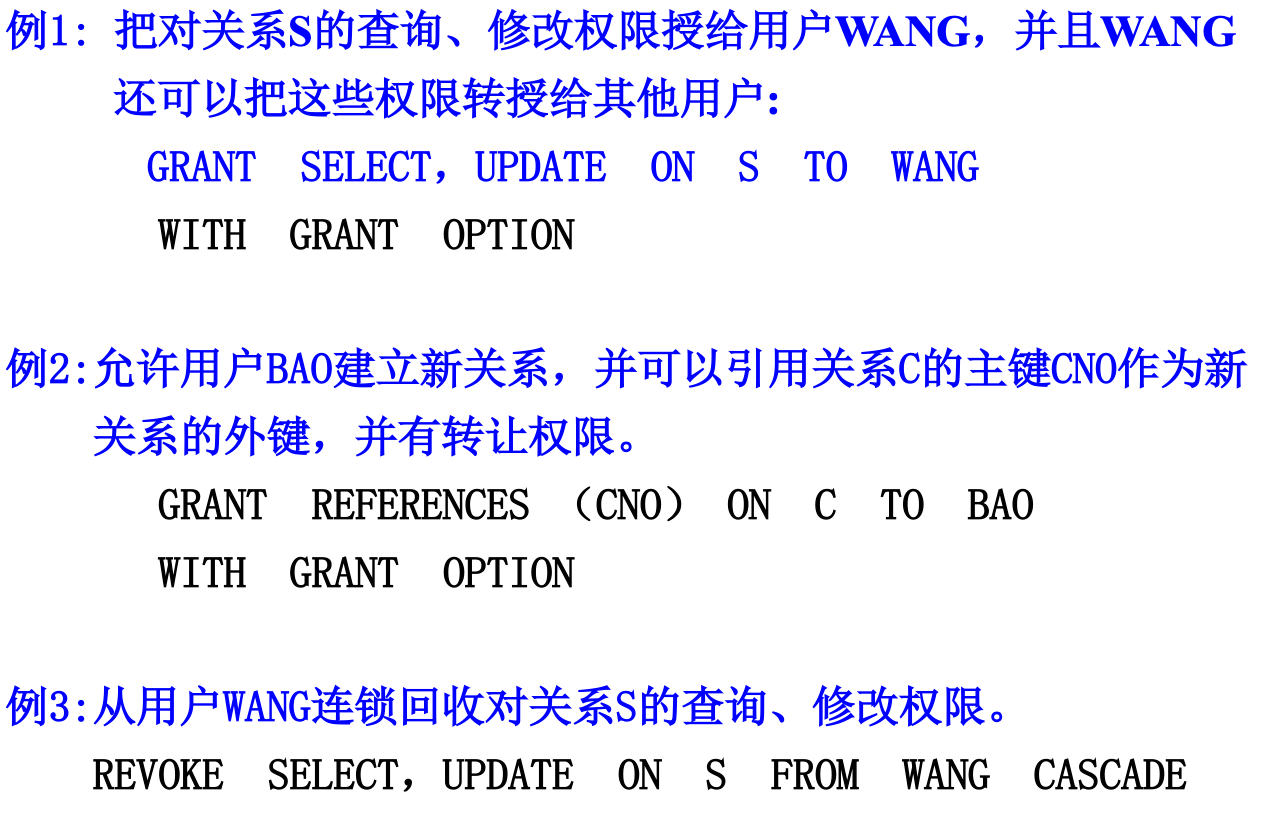 例1: 把对关系S的查询、修改权限授给用户WANG，并且WANG
还可以把这些权限转授给其他用户：
GRANT SELECT，UPDATE ON S TO WANG
WITH GRANT OPTION
例2:允许用户BAO建立新关系，并可以引用关系C的主键CNO作为新
关系的外键，并有转让权限。
GRANT REFERENCES （CNO） ON C TO BAO
WITH GRANT OPTION
例3:从用户WANG连锁回收对关系S的查询、修改权限。
REVOKE SELECT，UPDATE ON S FROM WANG CASCADE